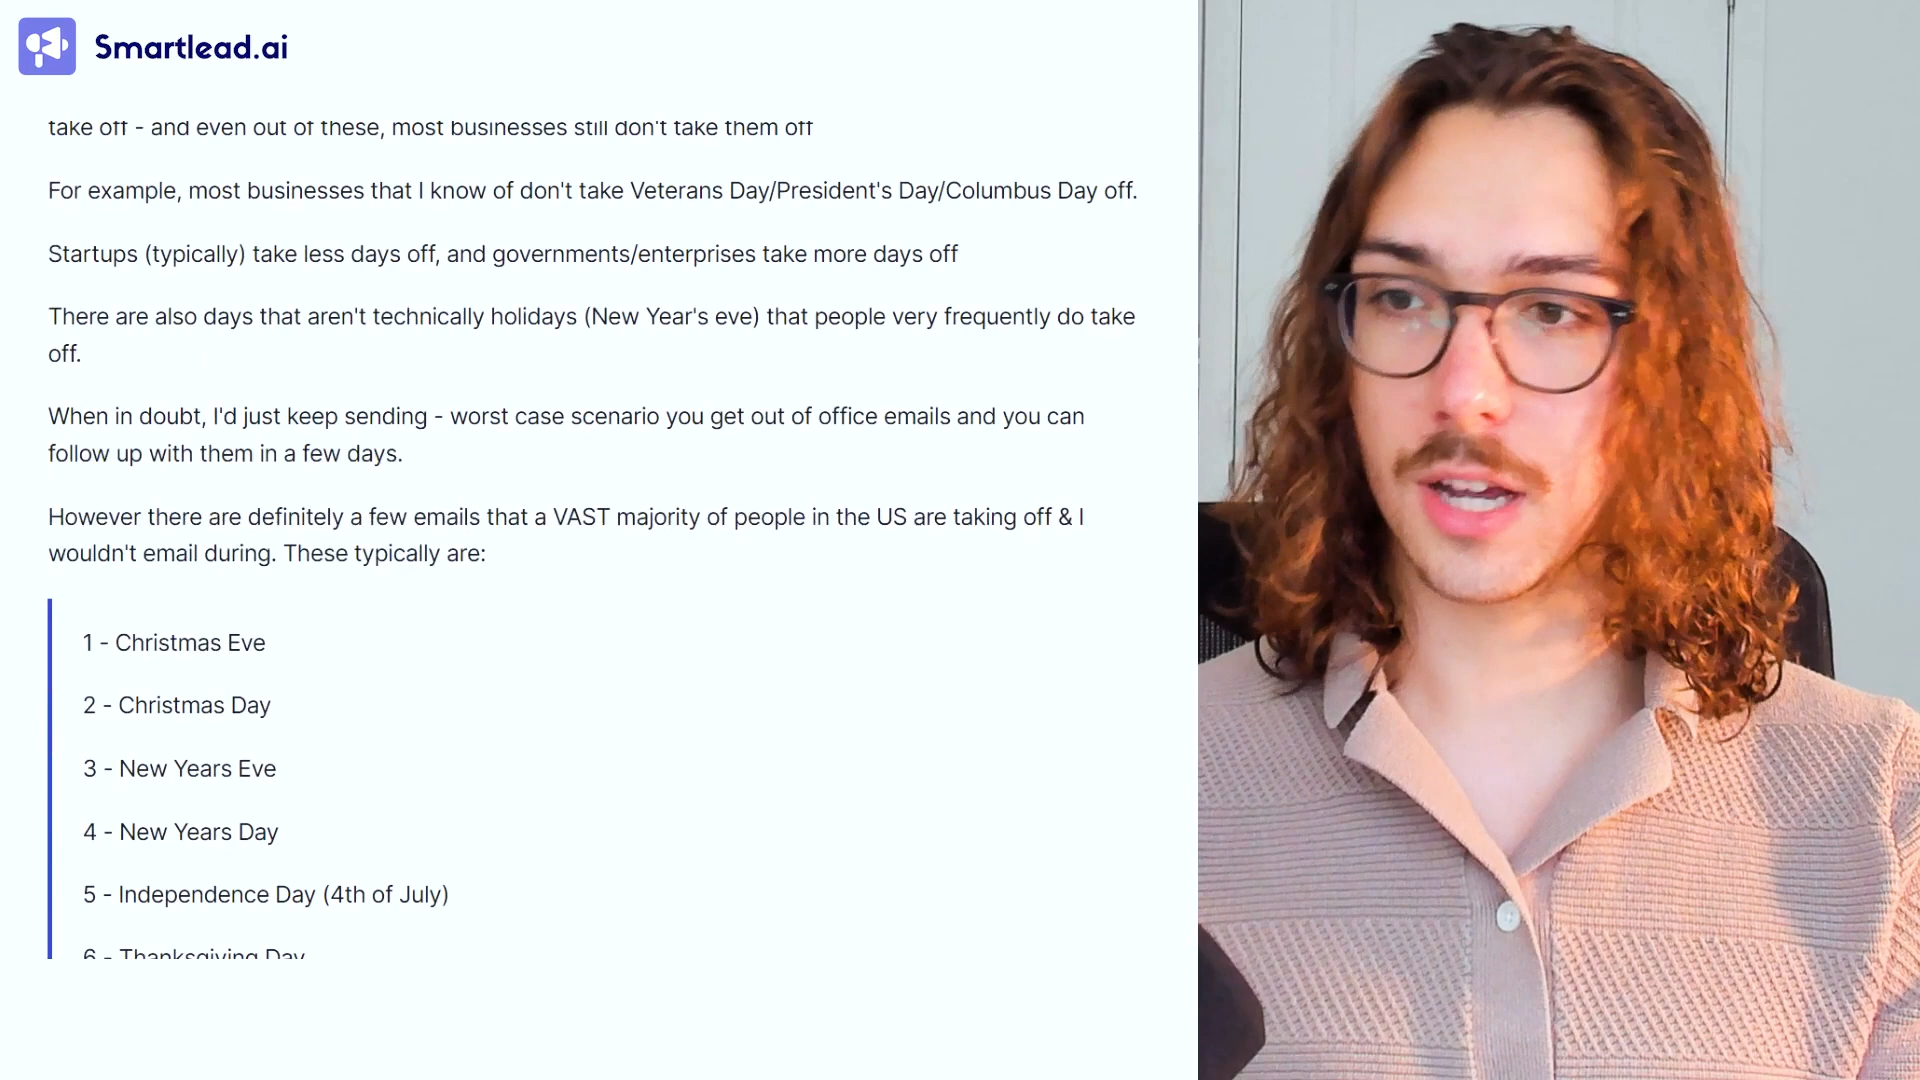 Smartlead.ai
take off - and even out of these, most businesses still don't take them off
For example, most businesses that I know of don't take Veterans Day/President's Day/Columbus Day off.
Startups (typically) take less days off, and governments/enterprises take more days off
There are also days that aren't technically holidays (New Year's eve) that people very frequently do take
off.
When in doubt, I'd just keep sending - worst case scenario you get out of office emails and you can
follow up with them in a few days.
However there are definitely a few emails that a VAST majority of people in the US are taking off & I
wouldn't email during. These typically are:
1 - Christmas Eve
2 - Christmas Day
3 - New Years Eve
4 - New Years Day
5 - Independence Day (4th of July)
6 - Thanksgiving Day